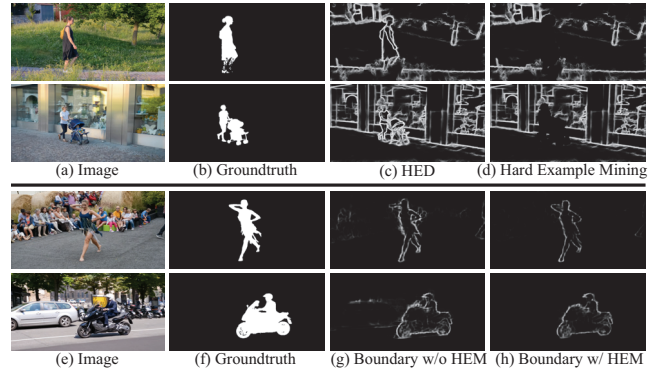 (a) Image (b) Groundtruth (c) HED (d) Hard Example Mining
(e) Image (f) Groundtruth (g) Boundary w/o HEM (h) Boundary w/ HEM